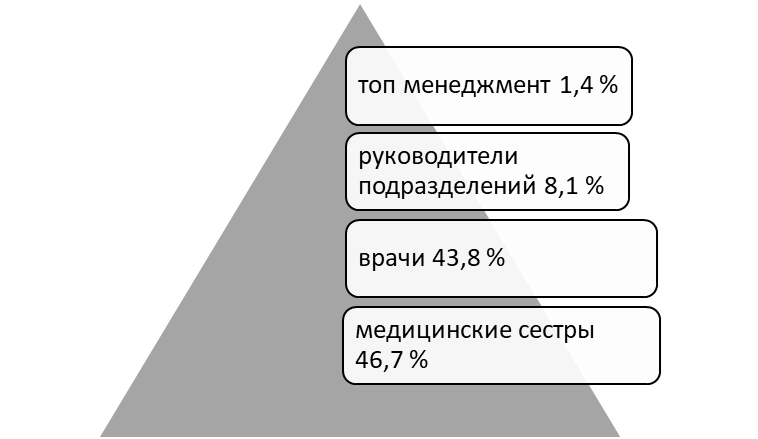 топ менеджмент 1,4 %
руководители
подразделений 8,1 %
врачи 43,8 %
медицинские сестры
46,7 %